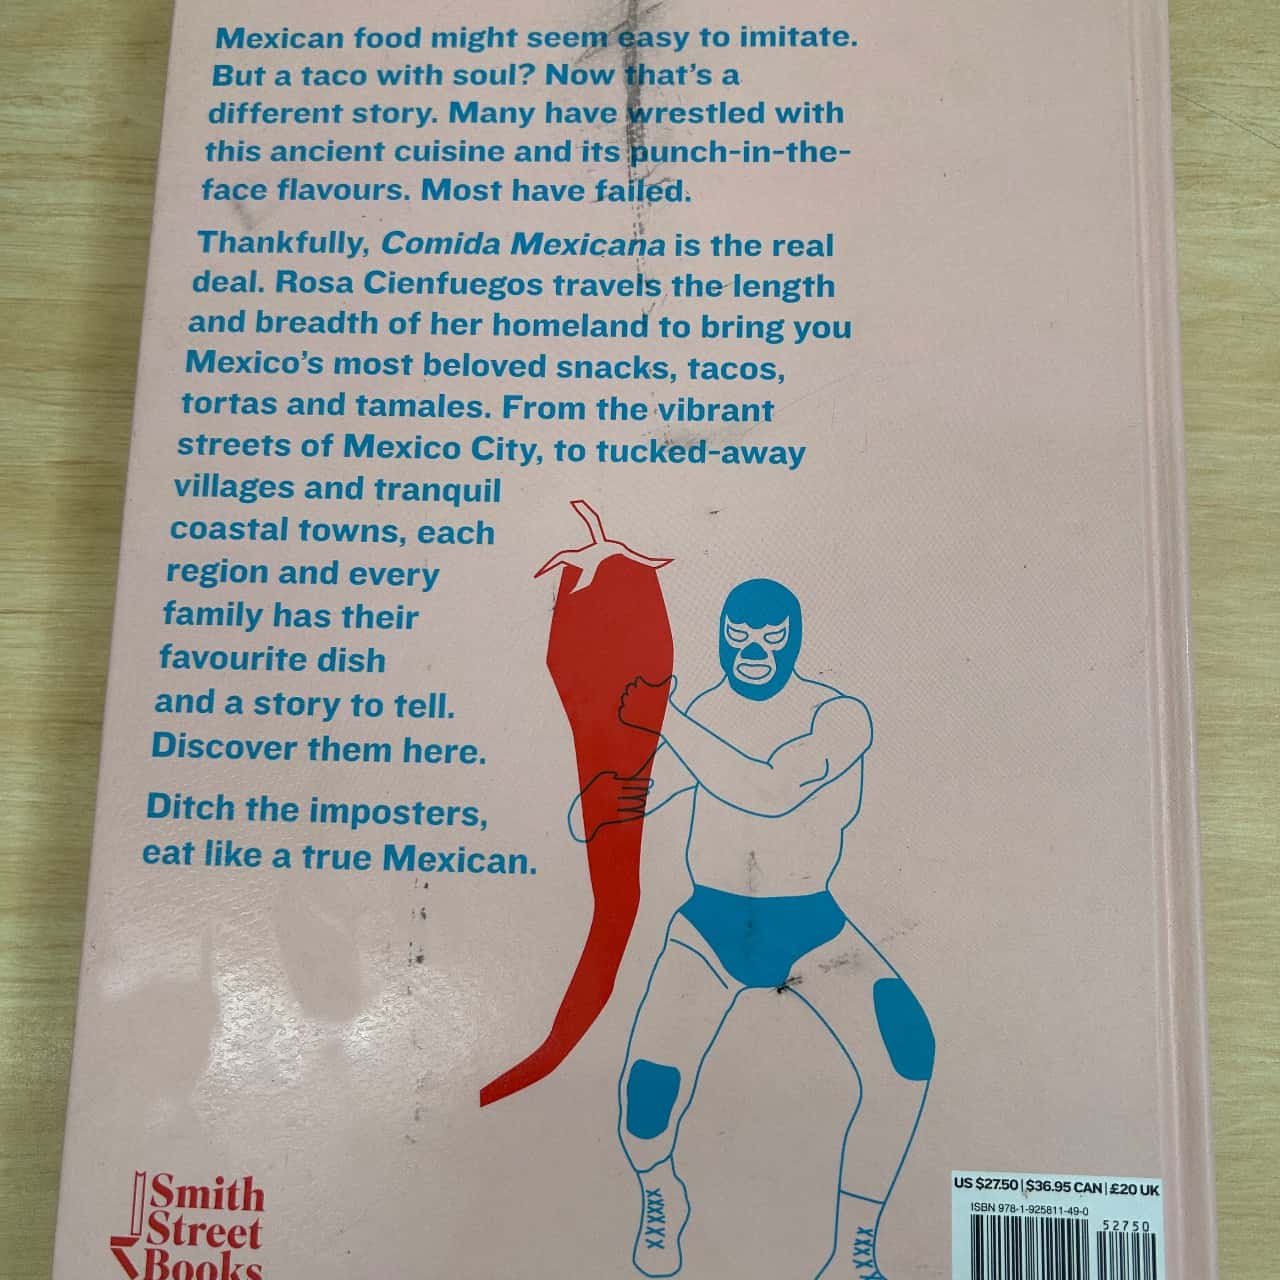 Mexican food might seem easy to imitate.
But a taco with soul? Now that's a
different story. Many have wrestled with
this ancient cuisine and its punch-in-the-
face flavours. Most have failed.
Thankfully, Comida Mexicana is the real
deal. Rosa Cienfuegos travels the length
and breadth of her homeland to bring you
Mexico's most beloved snacks, tacos,
tortas and tamales. From the vibrant
streets of Mexico City, to tucked-away
villages and tranquil
coastal towns, each
region and every
family has their
favourite dish
and a story to tell.
Discover them here.
Ditch the imposters,
eat like a true Mexican.
Smith
Street
Books
US $27.50 | $36.95 CAN | £20 UK
ISBN 978-1-925811-49-0
52750